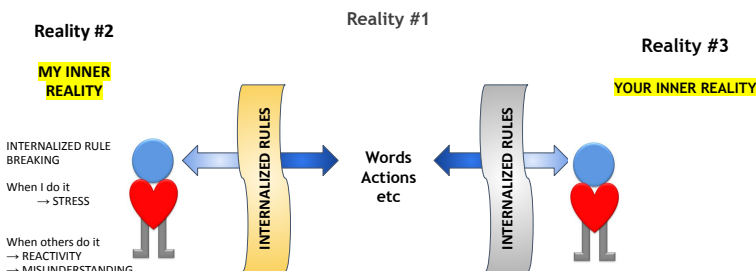 Reality #1
Reality #2
MY INNER
REALITY
INTERNALIZED RULE
BREAKING
When I do it
→ STRESS
When others do it
→ REACTIVITY
→ MISUNDERSTANDING
INTERNALIZED RULES
Words
Actions
etc
INTERNALIZED RULES
Reality #3
YOUR INNER REALITY